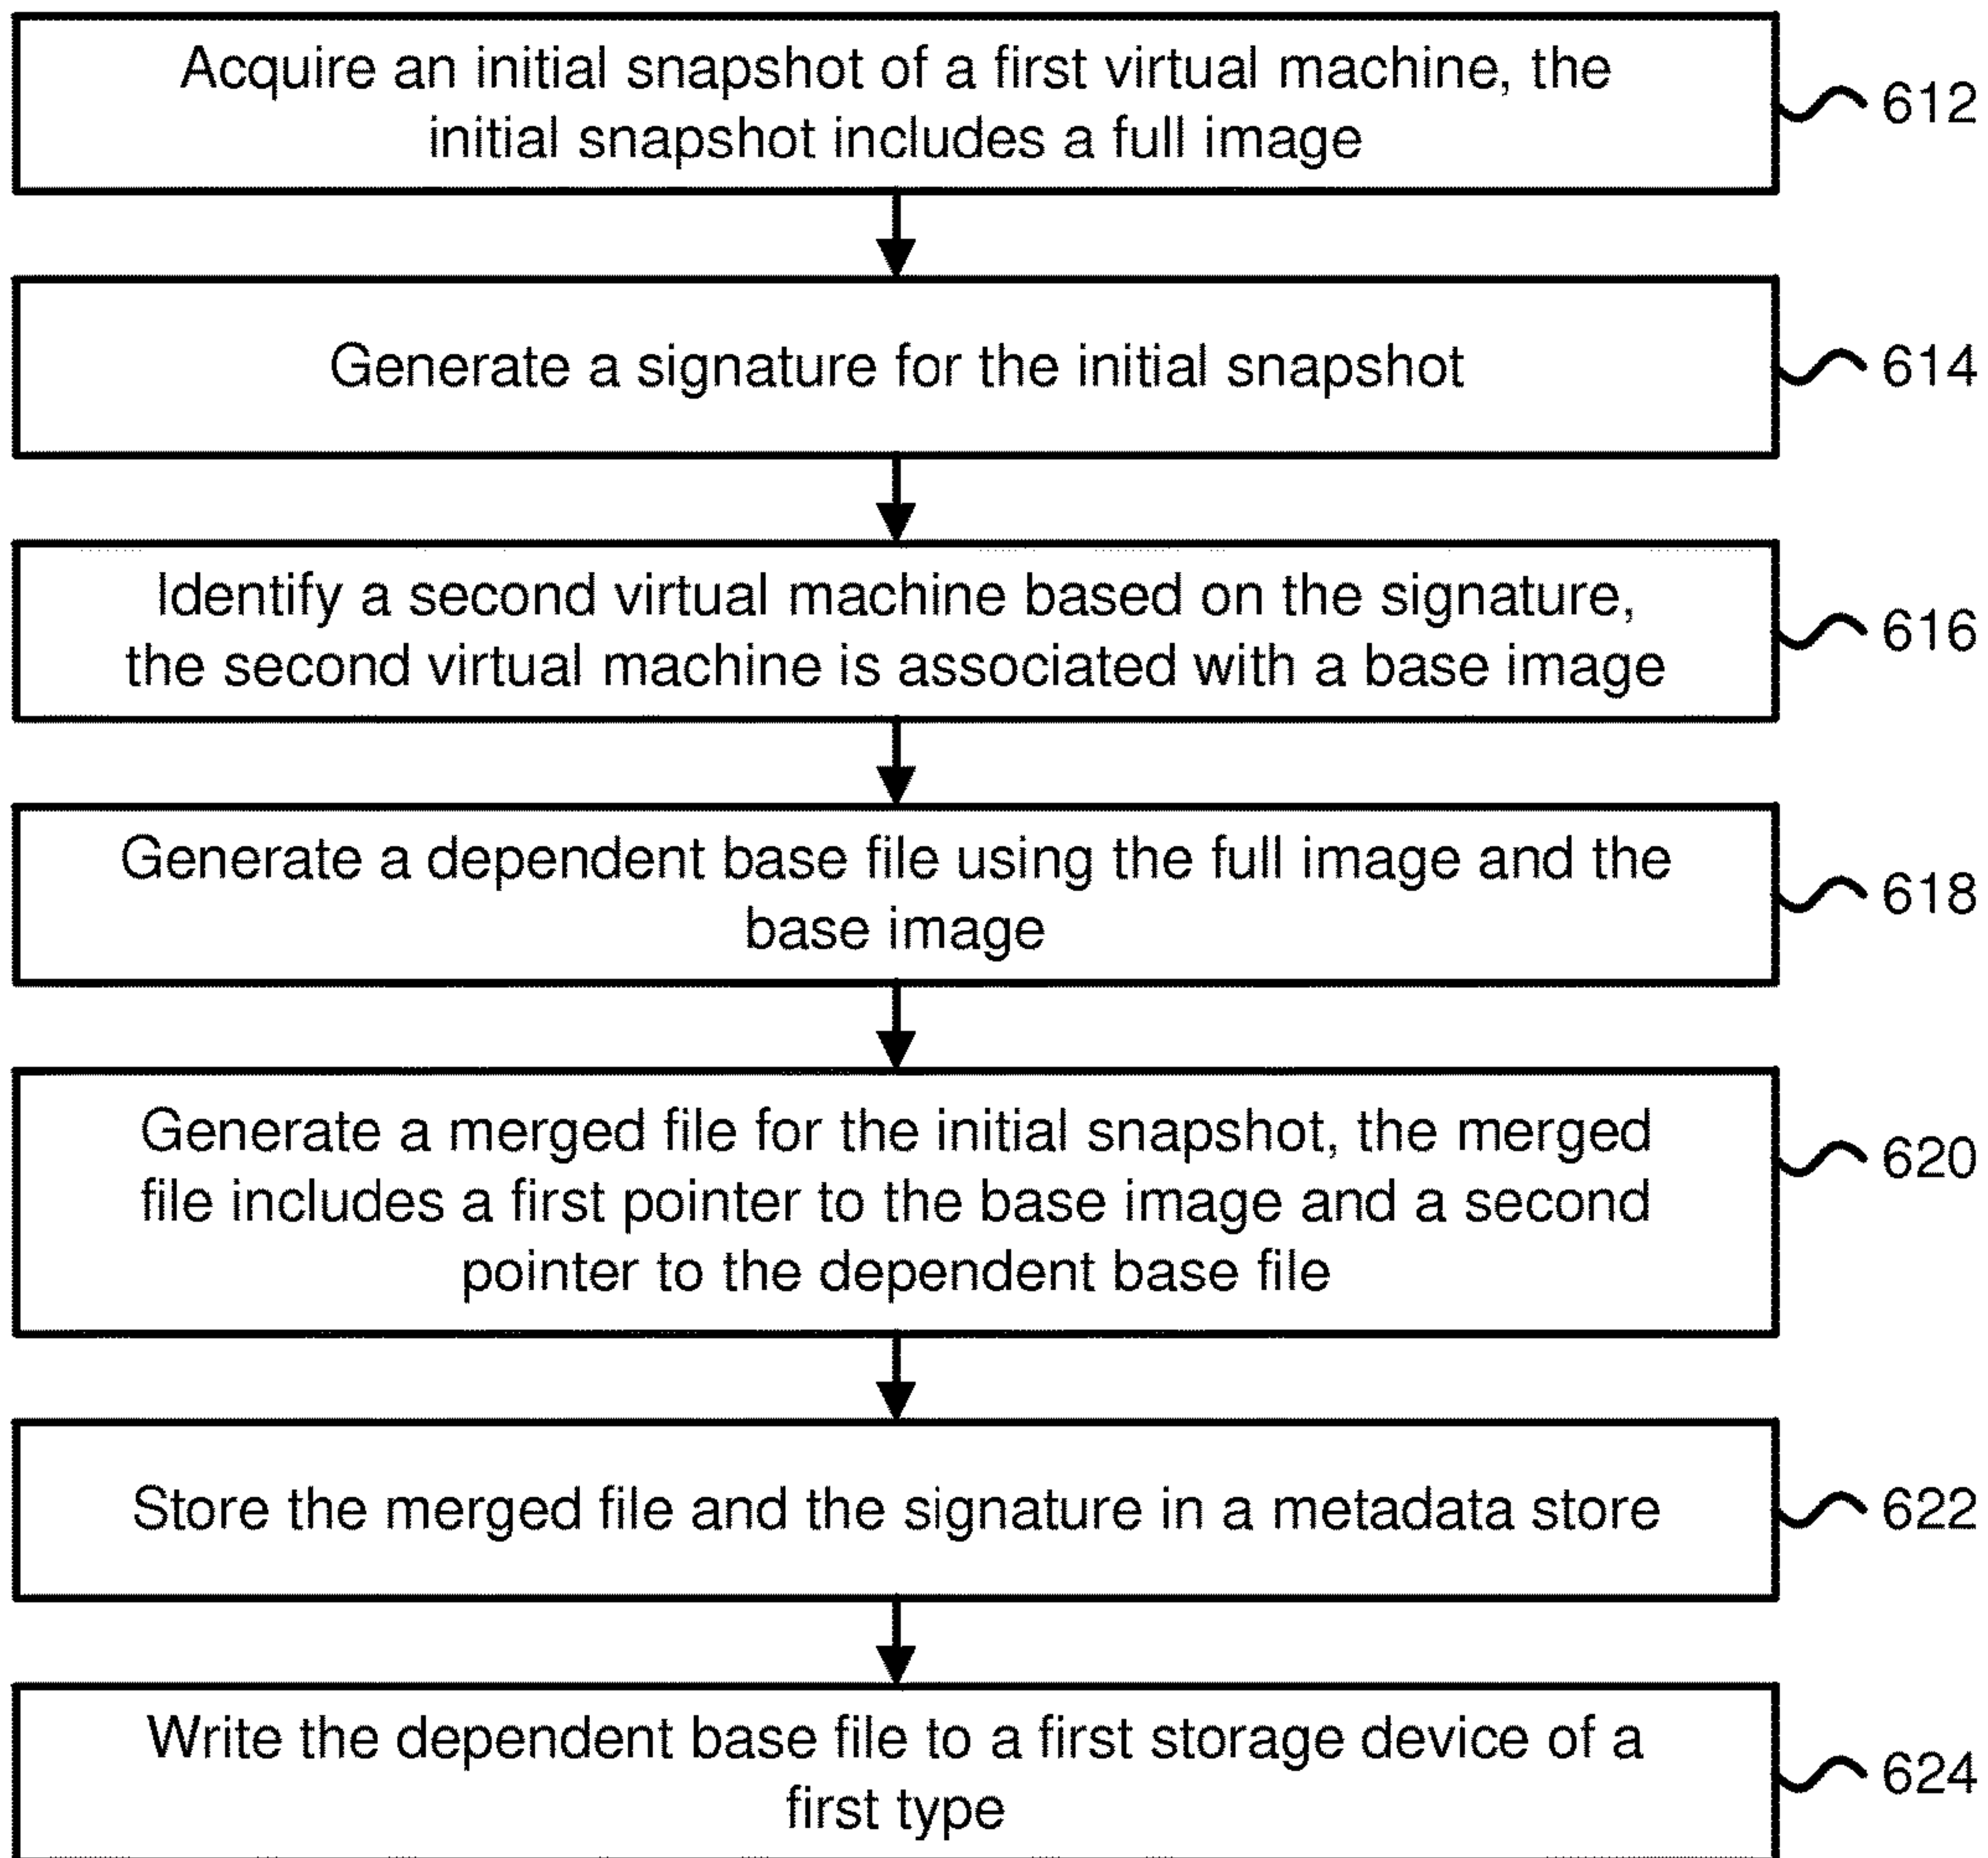 Acquire an initial snapshot of a first virtual machine, the
initial snapshot includes a full image
612
Generate a signature for the initial snapshot
614
Identify a second virtual machine based on the signature,
the second virtual machine is associated with a base image
616
Generate a dependent base file using the full image and the
base image
618
Generate a merged file for the initial snapshot, the merged
file includes a first pointer to the base image and a second
pointer to the dependent base file
620
Store the merged file and the signature in a metadata store
622
Write the dependent base file to a first storage device of a
first type
624